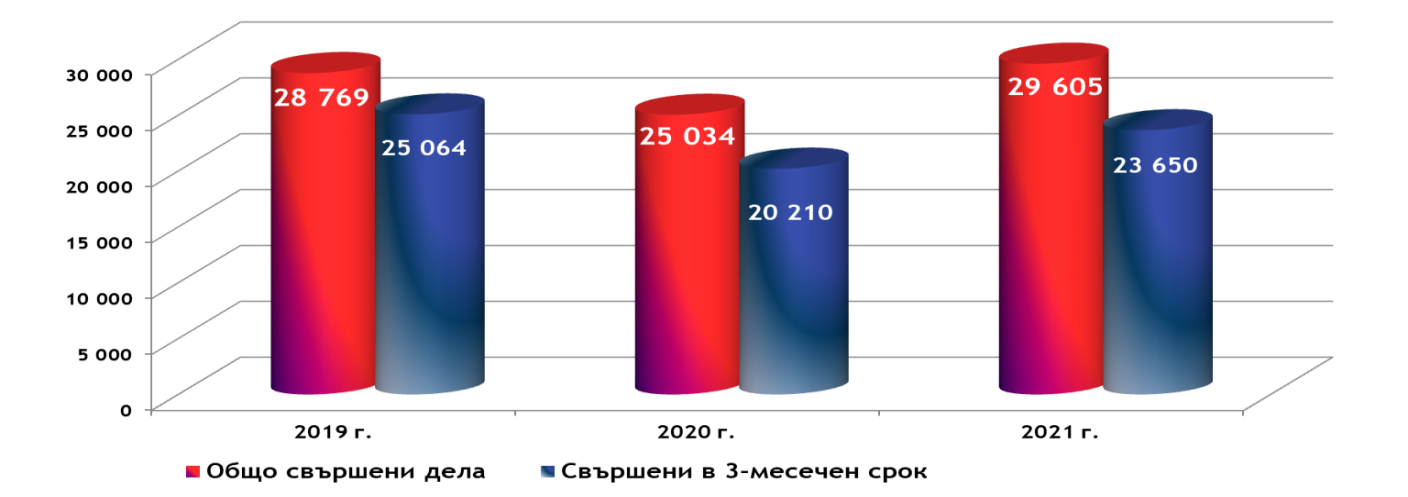 30 000
25 000
20 000
15 000
10 000
5 000
0
28 769
25 064
25 034
20 210
29 605
23 650
2019 г.
2020 г.
2021 г.
Общо свършени дела
Свършени в 3-месечен срок